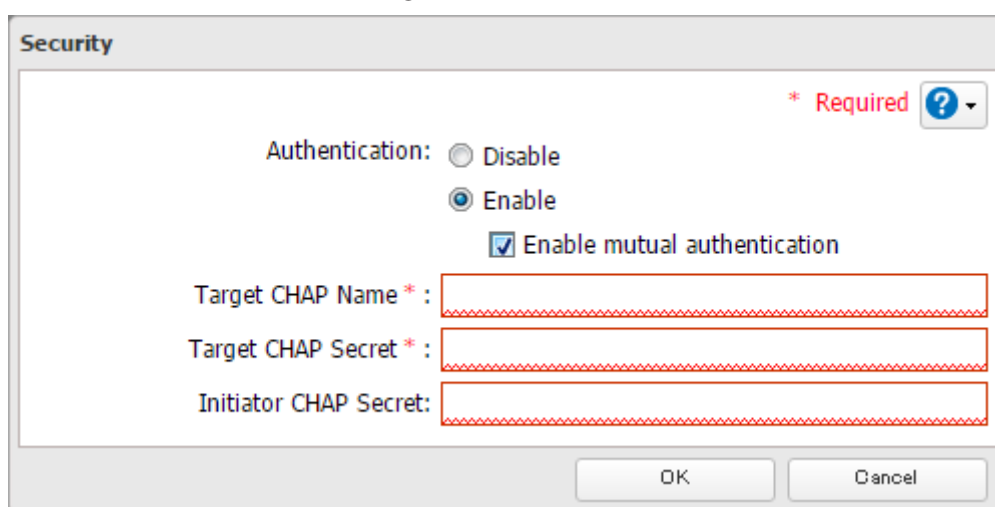 Security
* Required
Authentication: Disable
Enable
Enable mutual authentication
Target CHAP Name * :
Target CHAP Secret * :
Initiator CHAP Secret:
OK Cancel